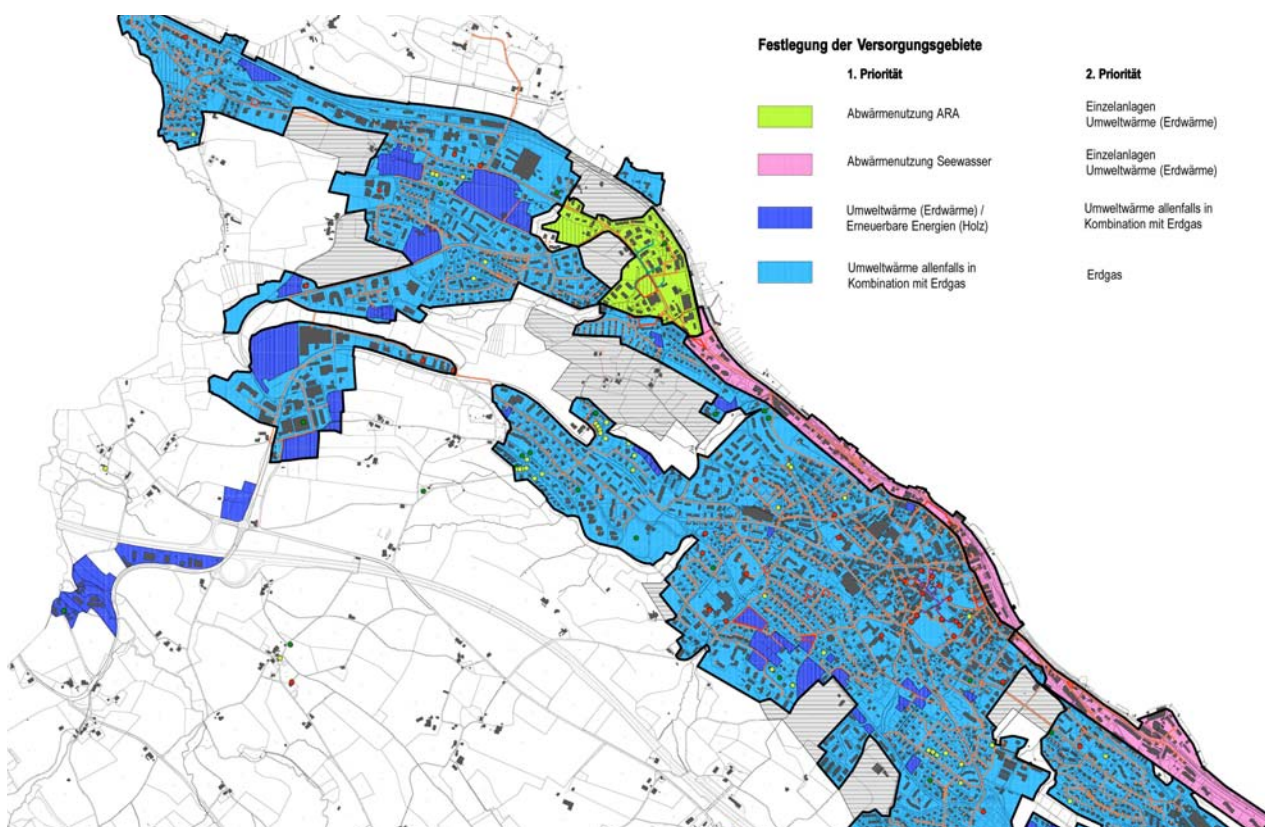 Festlegung der Versorgungsgebiete
1. Priorität
2. Priorität
Abwärmenutzung ARA
Einzelanlagen
Umweltwärme (Erdwärme)
Abwärmenutzung Seewasser
Einzelanlagen
Umweltwärme (Erdwärme)
Umweltwärme (Erdwärme) /
Erneuerbare Energien (Holz)
Umweltwärme allenfalls in
Kombination mit Erdgas
Umweltwärme allenfalls in
Kombination mit Erdgas
Erdgas